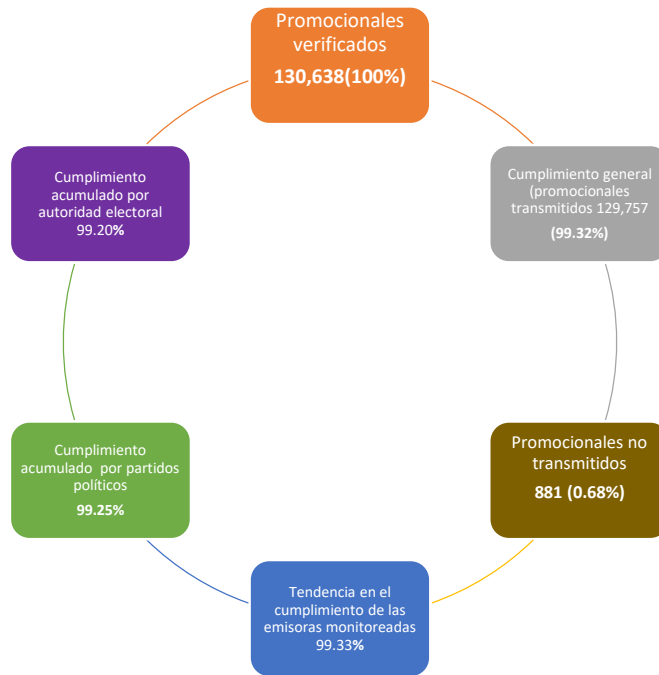 Promocionales
verificados
130,638(100%)
Cumplimiento general
(promocionales
transmitidos 129,757
(99.32%)
Promocionales no
transmitidos
881 (0.68%)
Tendencia en el
cumplimiento de las
emisoras monitoreadas
99.33%
Cumplimiento
acumulado  por partidos
políticos
99.25%
Cumplimiento
acumulado por
autoridad electoral
99.20%